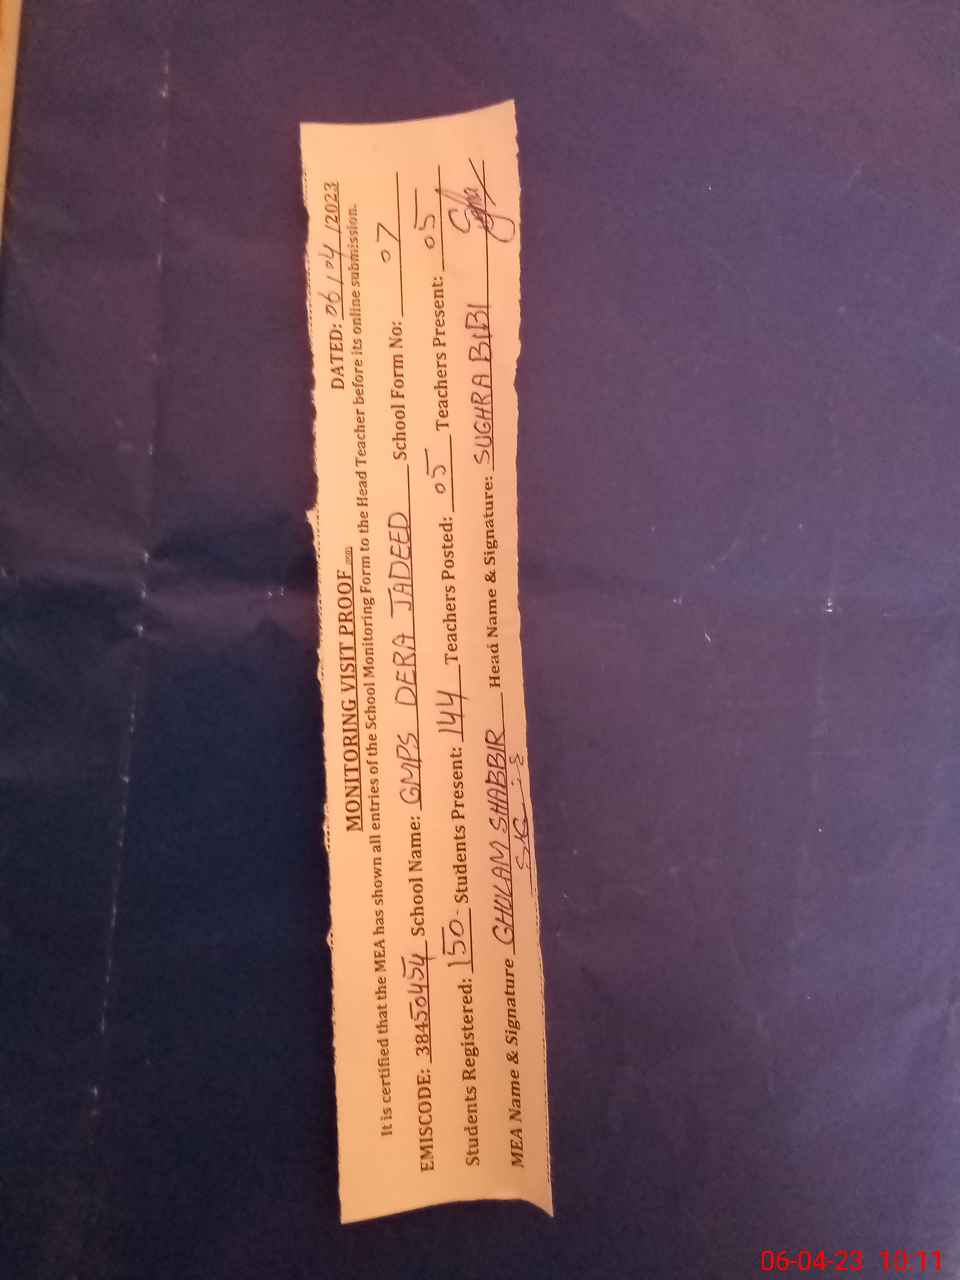 MONITORING VISIT PROOF
DATED: 06/04/2023
It is certified that the MEA has shown all entries of the School Monitoring Form to the Head Teacher before its online submission.
EMISCODE: 38450454 School Name: GMPS DERA JADEED School Form No: 07
Students Registered: 150 Students Present: 144 Teachers Posted: 05 Teachers Present: 05
MEA Name & Signature GHULAM SHABBIR Head Name & Signature: SUGHRA BIBI
06-04-23 10:11